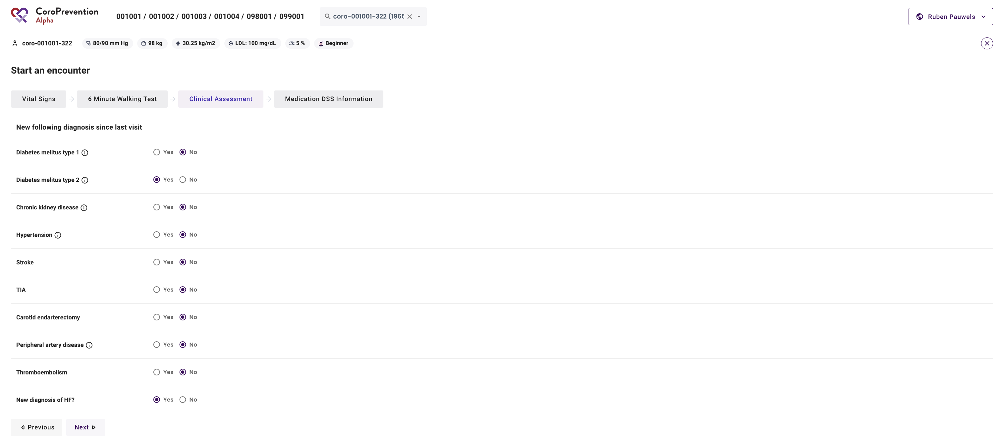 CoroPrevention
Alpha
001001 / 001002 / 001003 / 001004 / 098001 / 099001
coro-001001-322 (1965
Ruben Pauwels
coro-001001-322
80/90 mm Hg
98 kg
30.25 kg/m2
LDL: 100 mg/dL
5 %
Beginner
Start an encounter
Vital Signs
6 Minute Walking Test
Clinical Assessment
Medication DSS Information
New following diagnosis since last visit
Diabetes melitus type 1 Yes No
Diabetes melitus type 2 Yes No
Chronic kidney disease Yes No
Hypertension Yes No
Stroke Yes No
TIA Yes No
Carotid endarterectomy Yes No
Peripheral artery disease Yes No
Thromboembolism Yes No
New diagnosis of HF? Yes No
Previous
Next